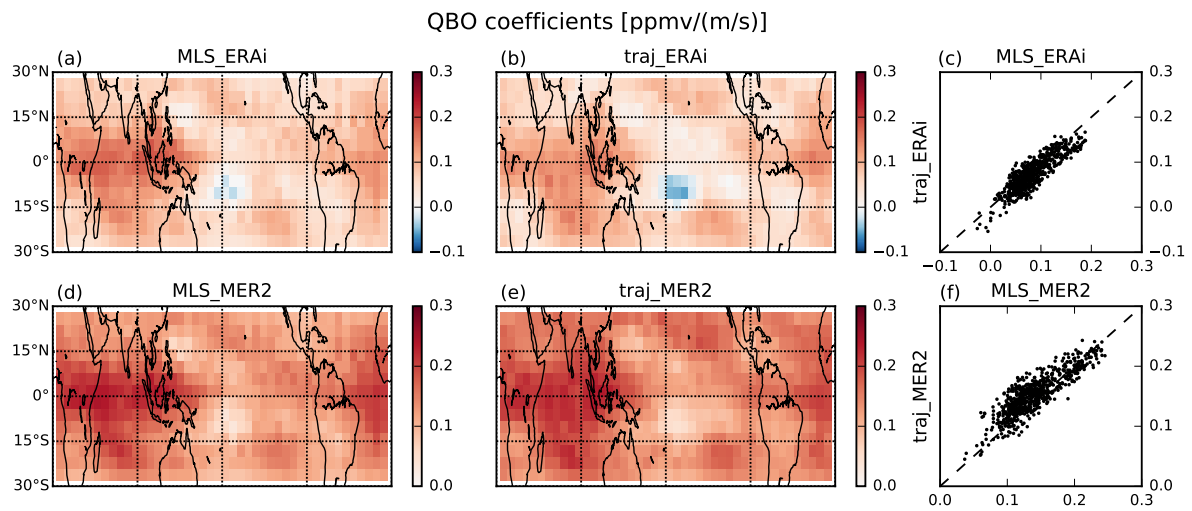 QBO coefficients [ppmv/(m/s)]
(a) MLS_ERAi
30°N
15°N
0°
15°S
30°S
0.3
0.2
0.1
0.0
−0.1
(b) traj_ERAi
0.3
0.2
0.1
0.0
−0.1
(c) MLS_ERAi
traj_ERAi
0.3
0.2
0.1
0.0
−0.1
−0.1 0.0 0.1 0.2 0.3
(d) MLS_MER2
30°N
15°N
0°
15°S
30°S
0.3
0.2
0.1
0.0
(e) traj_MER2
0.3
0.2
0.1
0.0
(f) MLS_MER2
traj_MER2
0.3
0.2
0.1
0.0
0.0 0.1 0.2 0.3